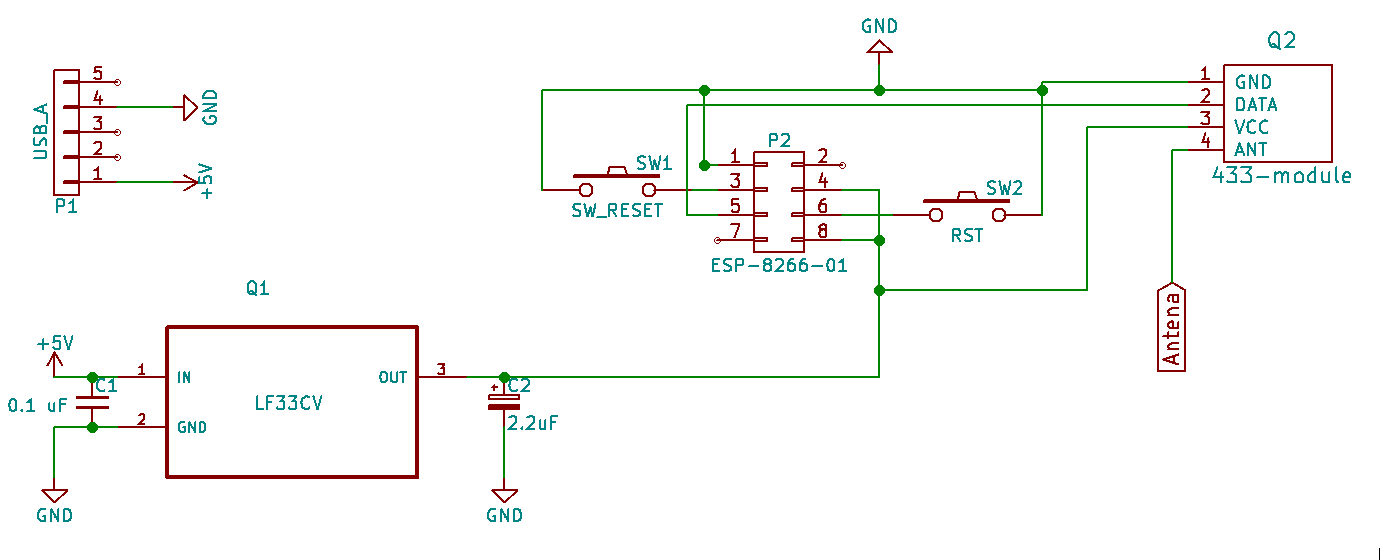 USB_A
5
4
3
2
1
GND
+5V
P1
GND
SW1
SW_RESET
P2
1
2
3
4
5
6
7
8
ESP-8266-01
SW2
RST
Q2
1
GND
2
DATA
3
VCC
4
ANT
433-module
Antena
Q1
+5V
C1
0.1 uF
1
IN
2
GND
LF33CV
OUT
3
+
C2
2.2uF
GND
GND